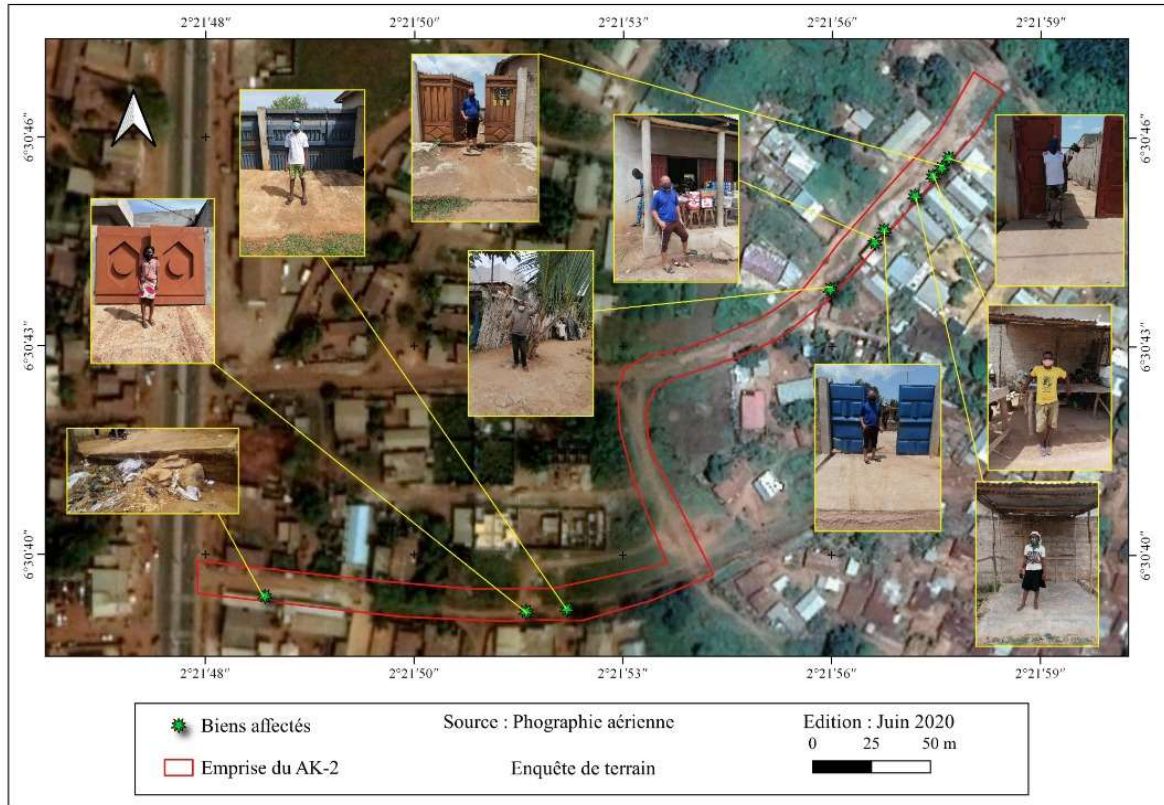 2°21'48" 2°21'50" 2°21'53" 2°21'56" 2°21'59"
6°30'46" 6°30'46"
6°30'43" 6°30'43"
6°30'40" 6°30'40"
2°21'48" 2°21'50" 2°21'53" 2°21'56" 2°21'59"
Biens affectés Source : Phographie aérienne Edition : Juin 2020
0 25 50 m
Emprise du AK-2 Enquête de terrain